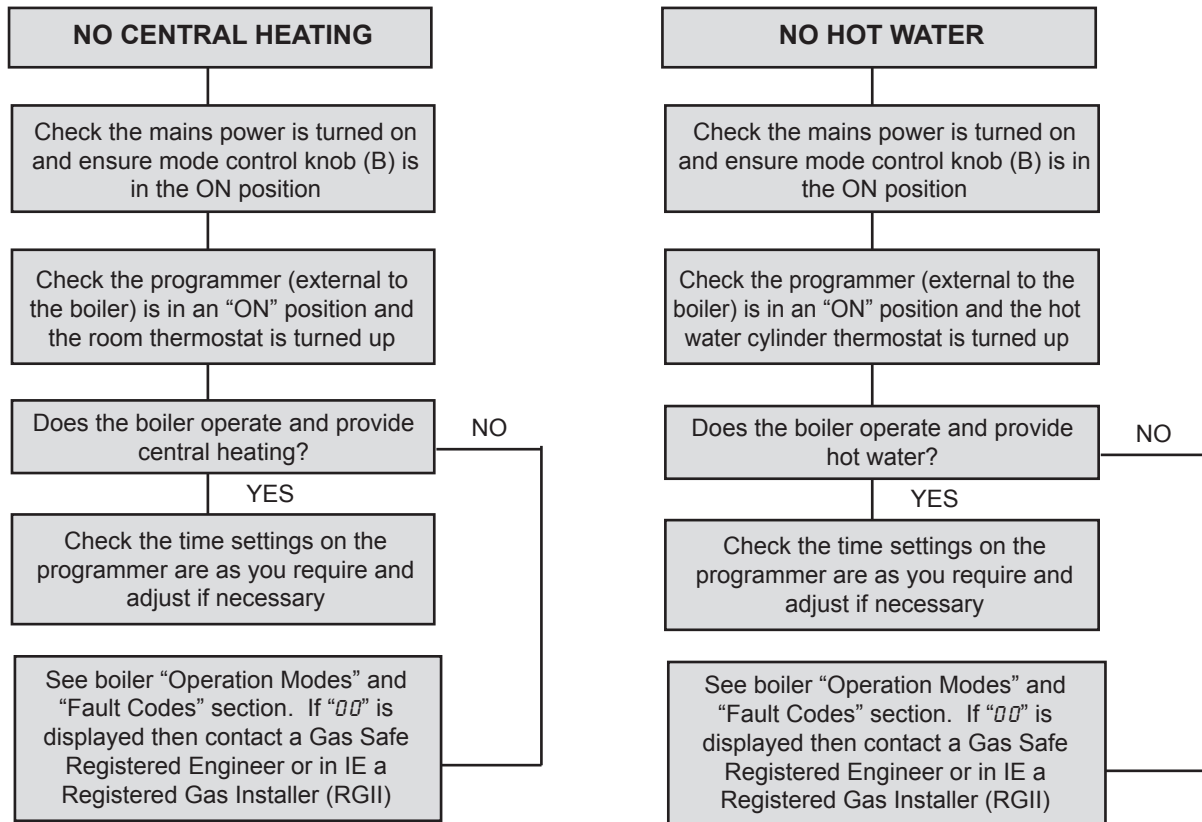 NO CENTRAL HEATING
Check the mains power is turned on
and ensure mode control knob (B) is
in the ON position
Check the programmer (external to
the boiler) is in an “ON” position and
the room thermostat is turned up
Does the boiler operate and provide
central heating?
NO
YES
Check the time settings on the
programmer are as you require and
adjust if necessary
See boiler “Operation Modes” and
“Fault Codes” section.  If “00” is
displayed then contact a Gas Safe
Registered Engineer or in IE a
Registered Gas Installer (RGII)
NO HOT WATER
Check the mains power is turned on
and ensure mode control knob (B) is in
the ON position
Check the programmer (external to the
boiler) is in an “ON” position and the hot
water cylinder thermostat is turned up
Does the boiler operate and provide
hot water?
NO
YES
Check the time settings on the
programmer are as you require and
adjust if necessary
See boiler “Operation Modes” and
“Fault Codes” section.  If “00” is
displayed then contact a Gas Safe
Registered Engineer or in IE a
Registered Gas Installer (RGII)